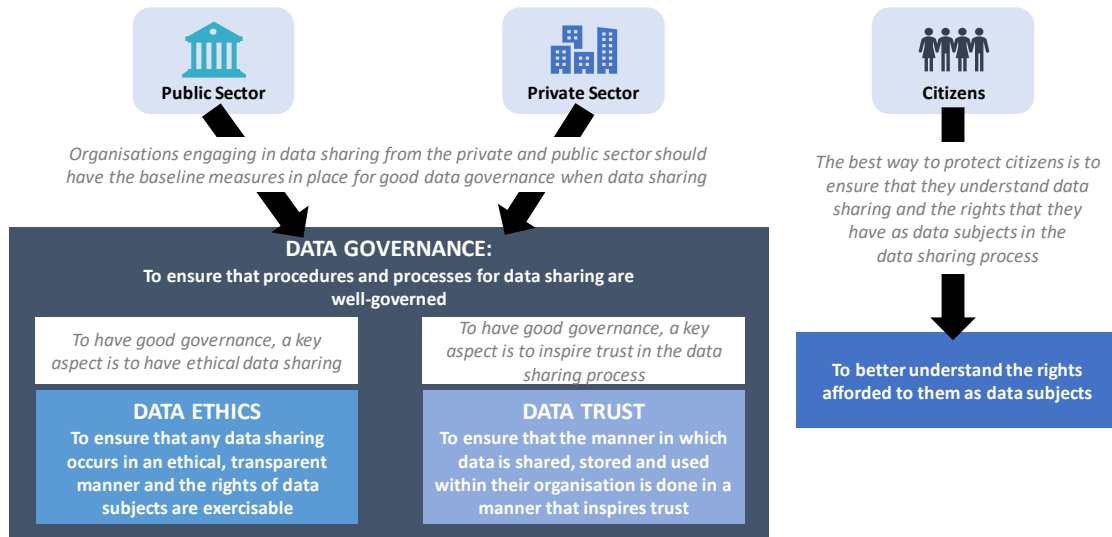 Public Sector
Private Sector
Citizens
Organisations engaging in data sharing from the private and public sector should
have the baseline measures in place for good data governance when data sharing
The best way to protect citizens is to
ensure that they understand data
sharing and the rights that they
have as data subjects in the
data sharing process
DATA GOVERNANCE:
To ensure that procedures and processes for data sharing are
well-governed
To have good governance, a key
aspect is to have ethical data sharing
To have good governance, a key
aspect is to inspire trust in the data
sharing process
To better understand the rights
afforded to them as data subjects
DATA ETHICS
To ensure that any data sharing
occurs in an ethical, transparent
manner and the rights of data
subjects are exercisable
DATA TRUST
To ensure that the manner in which
data is shared, stored and used
within their organisation is done in a
manner that inspires trust